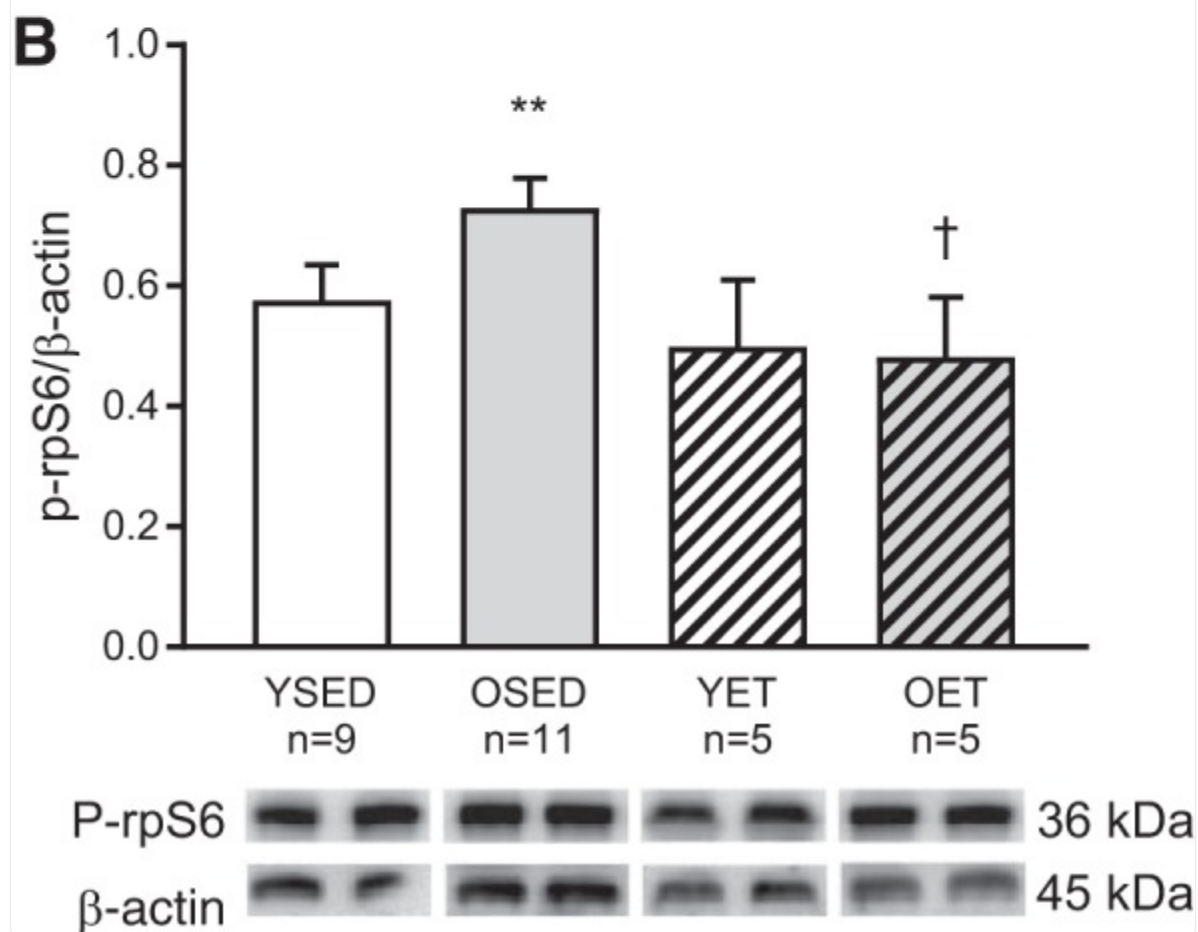 B
1.0
0.8
0.6
0.4
0.2
0.0
p-rpS6/β-actin
**
†
YSED OSED YET OET
n=9 n=11 n=5 n=5
P-rpS6 36 kDa
β-actin 45 kDa